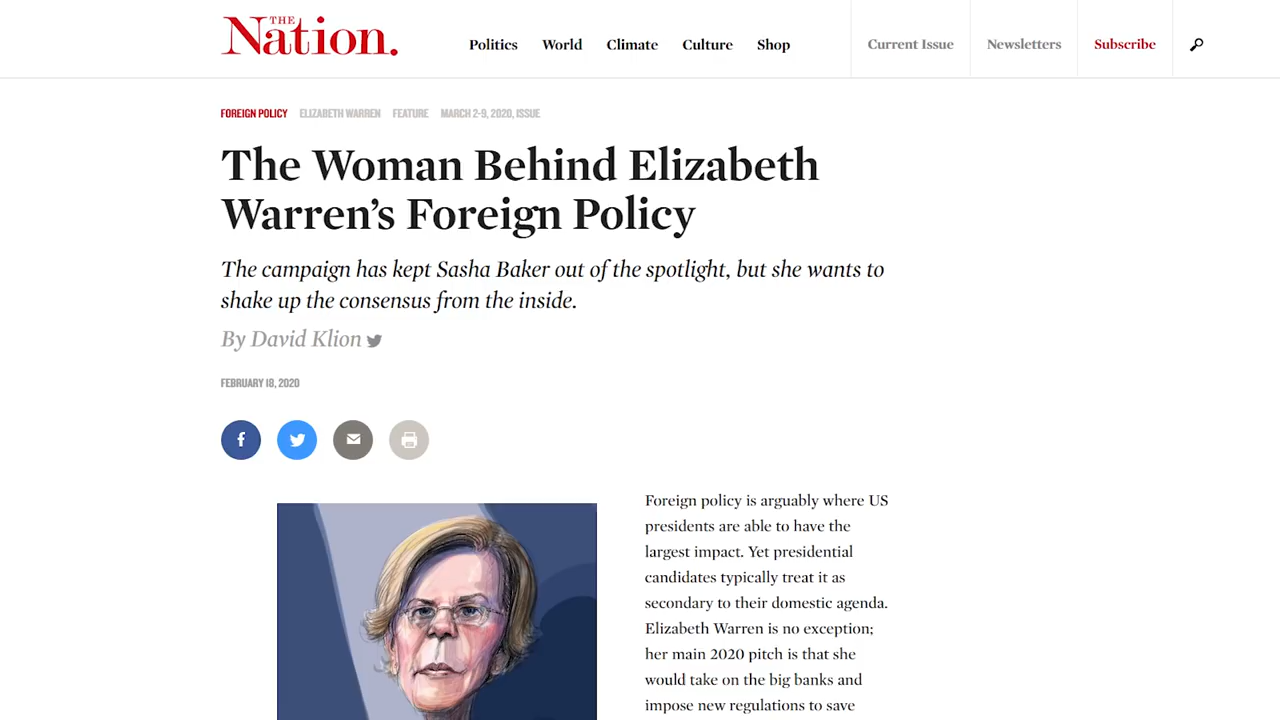 THE
Nation.
Politics World Climate Culture Shop Current Issue Newsletters Subscribe
FOREIGN POLICY ELIZABETH WARREN FEATURE MARCH 2-9, 2020, ISSUE
The Woman Behind Elizabeth
Warren’s Foreign Policy
The campaign has kept Sasha Baker out of the spotlight, but she wants to
shake up the consensus from the inside.
By David Klion
FEBRUARY 18, 2020
f
Foreign policy is arguably where US
presidents are able to have the
largest impact. Yet presidential
candidates typically treat it as
secondary to their domestic agenda.
Elizabeth Warren is no exception;
her main 2020 pitch is that she
would take on the big banks and
impose new regulations to save